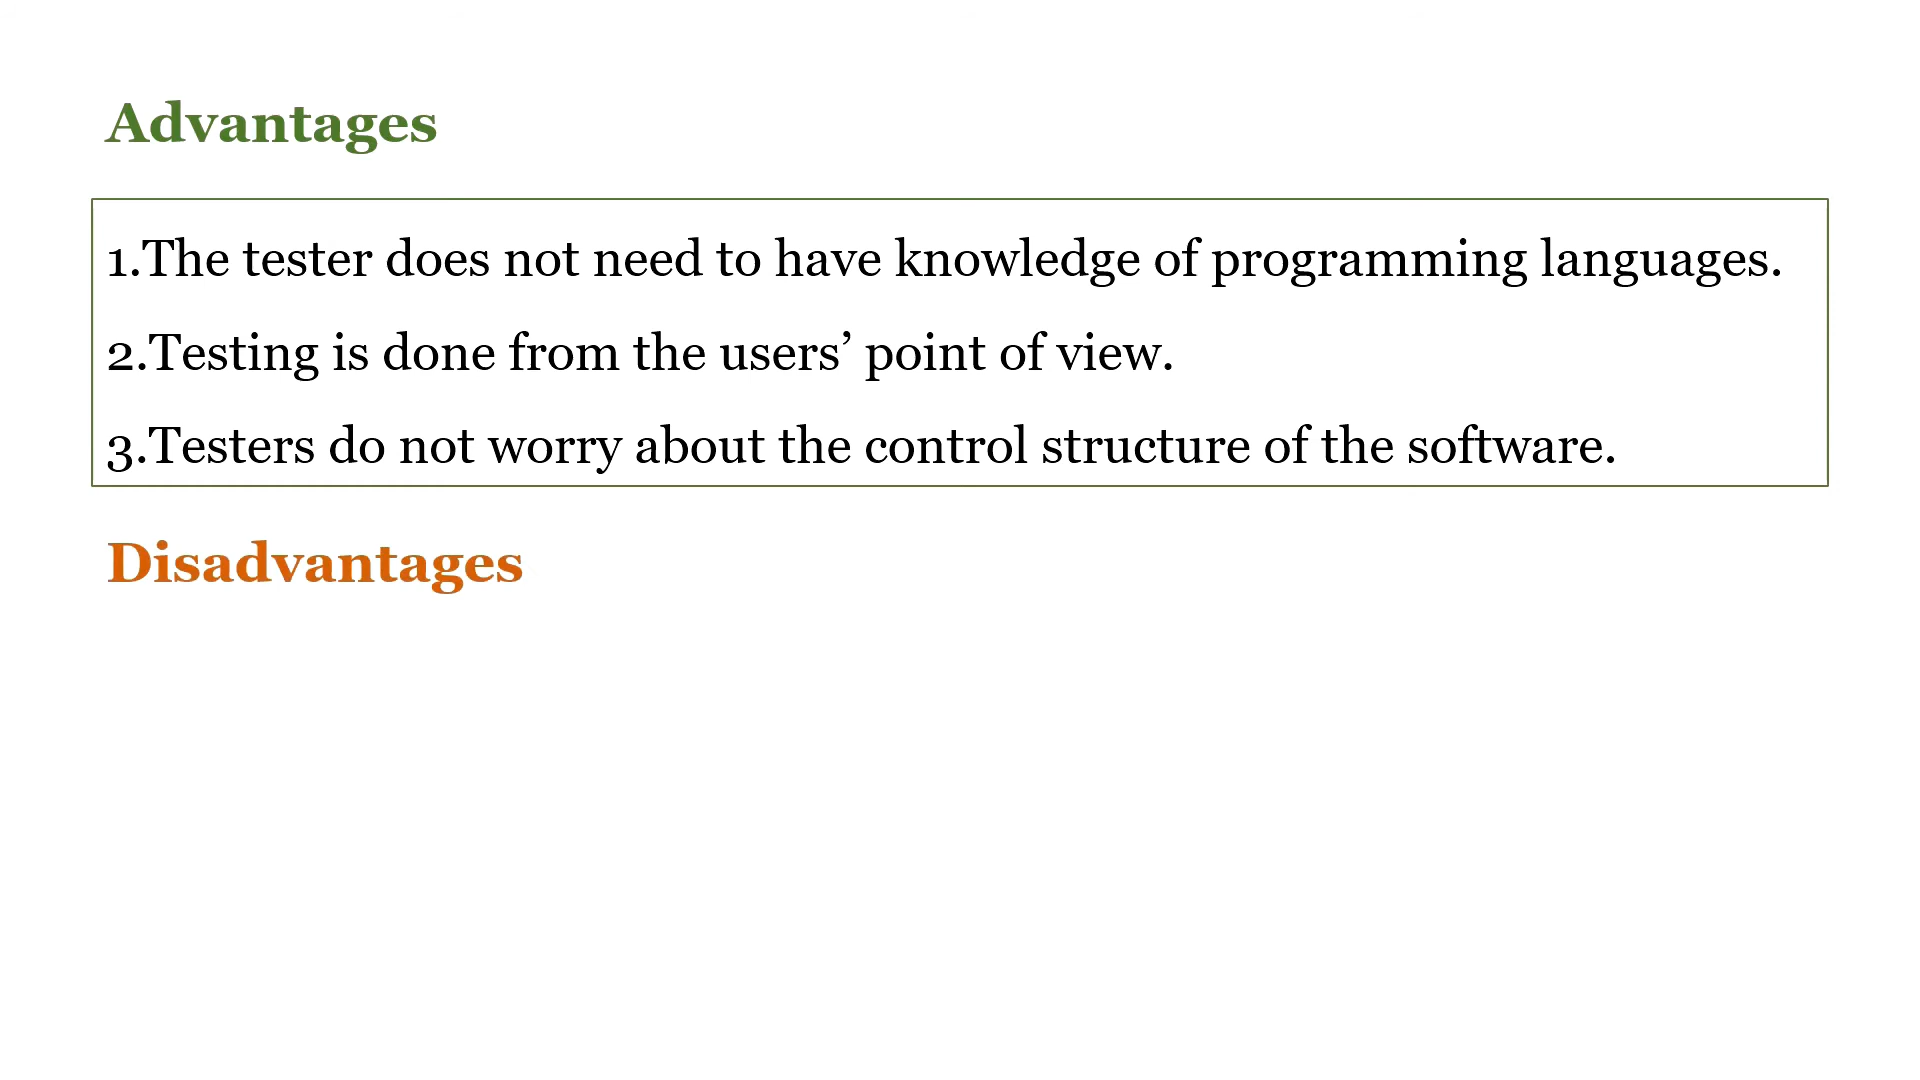 Advantages
1.The tester does not need to have knowledge of programming languages.
2.Testing is done from the users’ point of view.
3.Testers do not worry about the control structure of the software.
Disadvantages